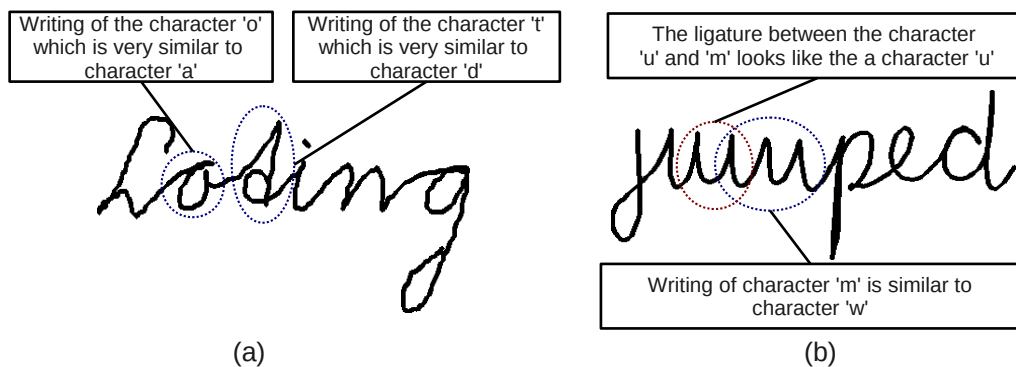 Writing of the character 'o'
which is very similar to
character 'a'
Writing of the character 't'
which is very similar to
character 'd'
(a)
The ligature between the character
'u' and 'm' looks like the a character 'u'
jumped
Writing of character 'm' is similar to
character 'w'
(b)